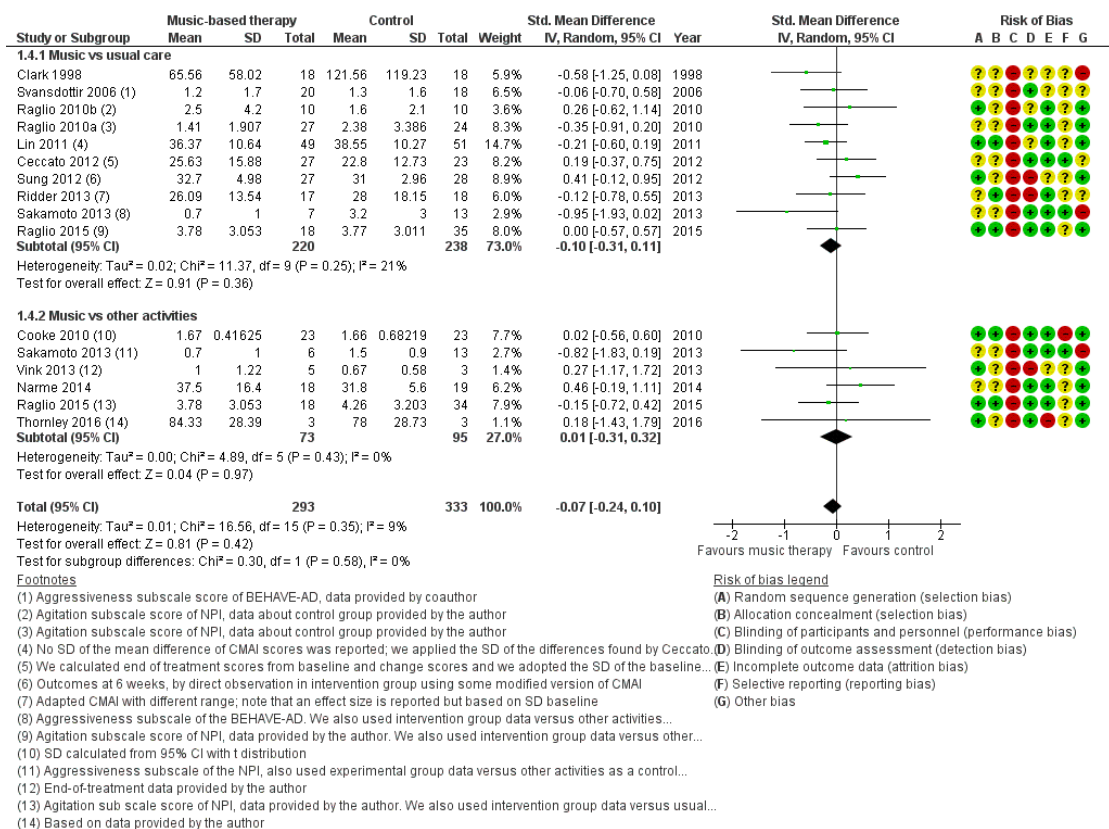 Music-based therapy Control Std. Mean Difference Std. Mean Difference Risk of Bias
Study or Subgroup Mean SD Total Mean SD Total Weight IV, Random, 95% CI Year IV, Random, 95% CI A B C D E F G
1.4.1 Music vs usual care
Clark 1998 65.56 58.02 18 121.56 119.23 18 5.9% -0.58 [-1.25, 0.08] 1998 ? ? - ? ? ? -
Svansdottir 2006 (1) 1.2 1.7 20 1.3 1.6 18 6.5% -0.06 [-0.70, 0.58] 2006 ? ? - + ? ? ?
Raglio 2010b (2) 2.5 4.2 10 1.6 2.1 10 3.6% 0.26 [-0.62, 1.14] 2010 + ? - + ? ? +
Raglio 2010a (3) 1.41 1.907 27 2.38 3.386 24 8.3% -0.35 [-0.91, 0.20] 2010 ? ? - + + ? +
Lin 2011 (4) 36.37 10.64 49 38.55 10.27 51 14.7% -0.21 [-0.60, 0.19] 2011 + ? - ? + ? +
Ceccato 2012 (5) 25.63 15.88 27 22.8 12.73 23 8.2% 0.19 [-0.37, 0.75] 2012 ? ? - + + ? +
Sung 2012 (6) 32.7 4.98 27 31 2.96 28 8.8% 0.41 [-0.12, 0.95] 2012 + ? - - ? ? +
Ridder 2013 (7) 26.09 13.54 17 28 18.15 18 6.2% -0.12 [-0.78, 0.55] 2013 ? + - - + ? ?
Sakamoto 2013 (8) 0.7 1 7 3.2 3 13 2.9% -0.95 [-1.93, 0.02] 2013 ? ? - + + + -
Raglio 2015 (9) 3.78 3.053 18 3.77 3.011 35 7.9% 0.00 [-0.57, 0.57] 2015 + + - + + ? +
Subtotal (95% CI) 220 238 73.0% -0.10 [-0.31, 0.11]
Heterogeneity: Tau² = 0.02; Chi² = 11.37, df = 9 (P = 0.25); I² = 21%
Test for overall effect: Z = 0.91 (P = 0.36)
1.4.2 Music vs other activities
Cooke 2010 (10) 1.67 0.41625 23 1.66 0.68219 23 7.7% 0.02 [-0.56, 0.60] 2010 + + - + + - +
Sakamoto 2013 (11) 0.7 1 6 1.5 0.9 13 2.7% -0.82 [-1.83, 0.19] 2013 ? ? - + + + -
Vink 2013 (12) 1 1.22 5 0.67 0.58 3 1.4% 0.27 [-1.17, 1.72] 2013 + ? - - + ? +
Narme 2014 37.5 16.4 18 31.8 5.6 19 6.2% 0.46 [-0.19, 1.11] 2014 ? ? - + + ? +
Raglio 2015 (13) 3.78 3.053 18 4.26 3.203 34 7.9% -0.15 [-0.72, 0.42] 2015 + + - + + ? +
Thornley 2016 (14) 84.33 28.39 3 78 28.73 3 1.1% 0.18 [-1.43, 1.79] 2016 + ? - + - ? +
Subtotal (95% CI) 73 95 27.0% 0.01 [-0.31, 0.32]
Heterogeneity: Tau² = 0.00; Chi² = 4.89, df = 5 (P = 0.43); I² = 0%
Test for overall effect: Z = 0.04 (P = 0.97)
Total (95% CI) 293 333 100.0% -0.07 [-0.24, 0.10]
Heterogeneity: Tau² = 0.01; Chi² = 16.56, df = 15 (P = 0.35); I² = 9%
Test for overall effect: Z = 0.81 (P = 0.42)
Test for subgroup differences: Chi² = 0.30, df = 1 (P = 0.58), I² = 0%
-2 -1 0 1 2
Favours music therapy Favours control
Footnotes
(1) Aggressiveness subscale score of BEHAVE-AD, data provided by coauthor
(2) Agitation subscale score of NPI, data about control group provided by the author
(3) Agitation subscale score of NPI, data about control group provided by the author
(4) No SD of the mean difference of CMAI scores was reported; we applied the SD of the differences found by Ceccato...
(5) We calculated end of treatment scores from baseline and change scores and we adopted the SD of the baseline...
(6) Outcomes at 6 weeks, by direct observation in intervention group using some modified version of CMAI
(7) Adapted CMAI with different range; note that an effect size is reported but based on SD baseline
(8) Aggressiveness subscale of the BEHAVE-AD. We also used intervention group data versus other activities...
(9) Agitation subscale score of NPI, data provided by the author. We also used intervention group data versus other...
(10) SD calculated from 95% CI with t distribution
(11) Aggressiveness subscale of the NPI, also used experimental group data versus other activities as a control...
(12) End-of-treatment data provided by the author
(13) Agitation sub scale score of NPI, data provided by the author. We also used intervention group data versus usual...
(14) Based on data provided by the author
Risk of bias legend
(A) Random sequence generation (selection bias)
(B) Allocation concealment (selection bias)
(C) Blinding of participants and personnel (performance bias)
(D) Blinding of outcome assessment (detection bias)
(E) Incomplete outcome data (attrition bias)
(F) Selective reporting (reporting bias)
(G) Other bias